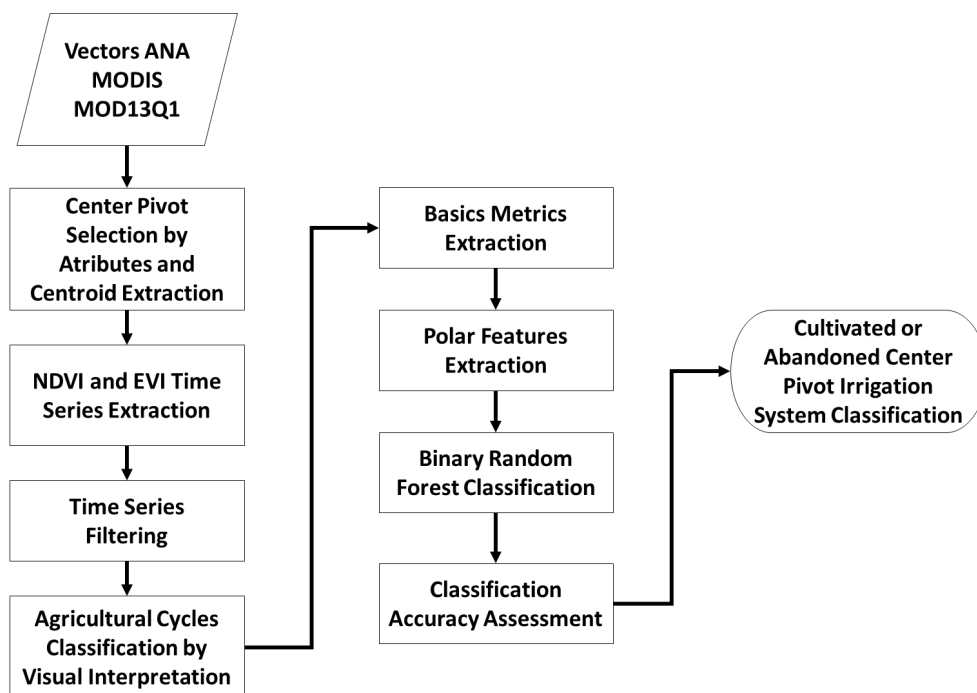 Vectors ANA
MODIS
MOD13Q1
Center Pivot
Selection by
Atributes and
Centroid Extraction
NDVI and EVI Time
Series Extraction
Time Series
Filtering
Agricultural Cycles
Classification by
Visual Interpretation
Basics Metrics
Extraction
Polar Features
Extraction
Binary Random
Forest Classification
Classification
Accuracy Assessment
Cultivated or
Abandoned Center
Pivot Irrigation
System Classification